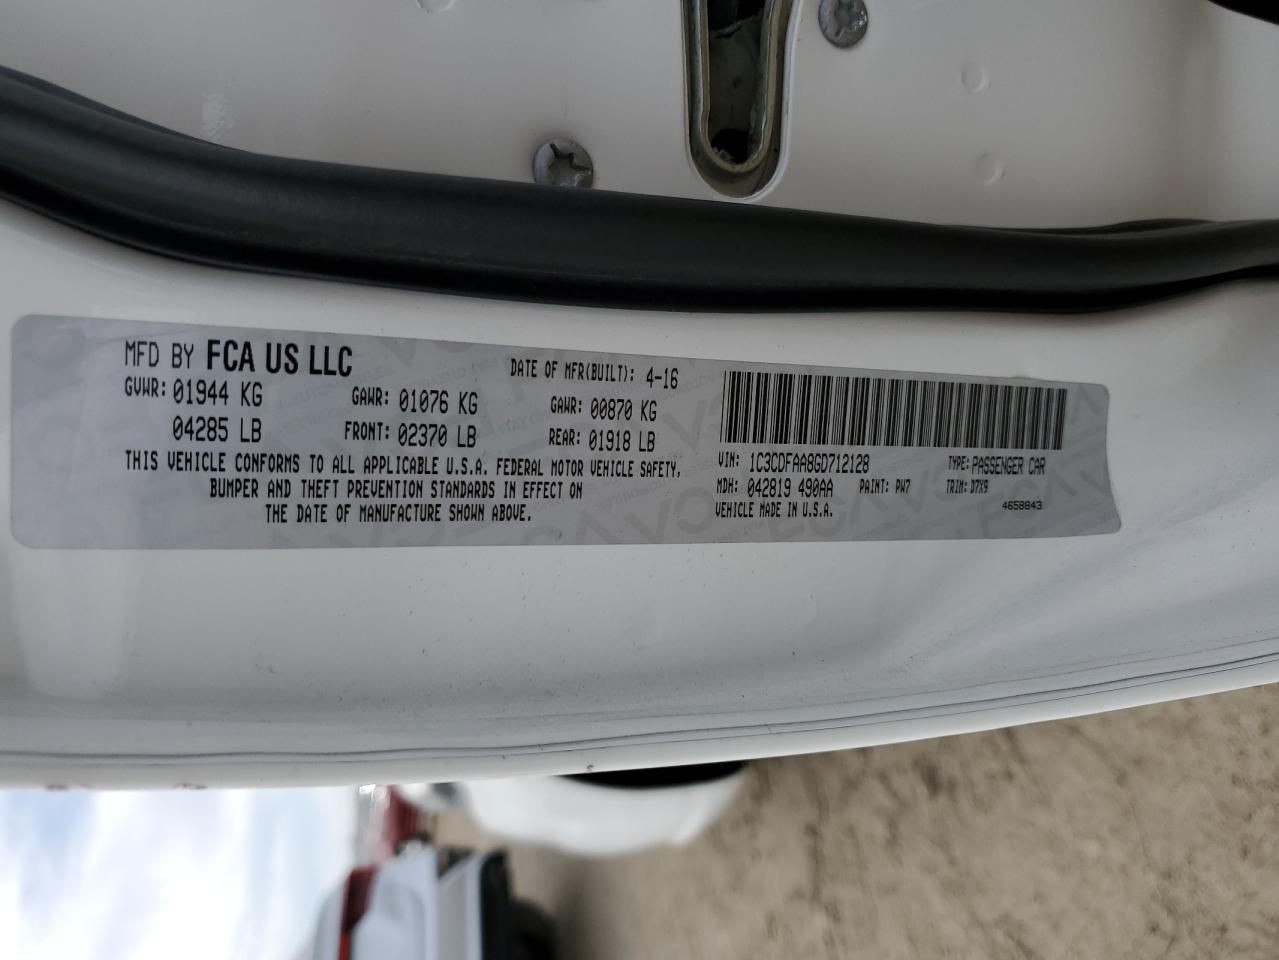 MFD BY FCA US LLC DATE OF MFR(BUILT): 4-16
GVWR: 01944 KG GAWR: 01076 KG GAWR: 00870 KG
04285 LB FRONT: 02370 LB REAR: 01918 LB
THIS VEHICLE CONFORMS TO ALL APPLICABLE U.S.A. FEDERAL MOTOR VEHICLE SAFETY,
BUMPER AND THEFT PREVENTION STANDARDS IN EFFECT ON
THE DATE OF MANUFACTURE SHOWN ABOVE.
VIN: 1C3CDFAA8GD712128 TYPE: PASSENGER CAR
MDH: 042819 490AA PAINT: PW7 TRIM: D7X9
VEHICLE MADE IN U.S.A. 4658843